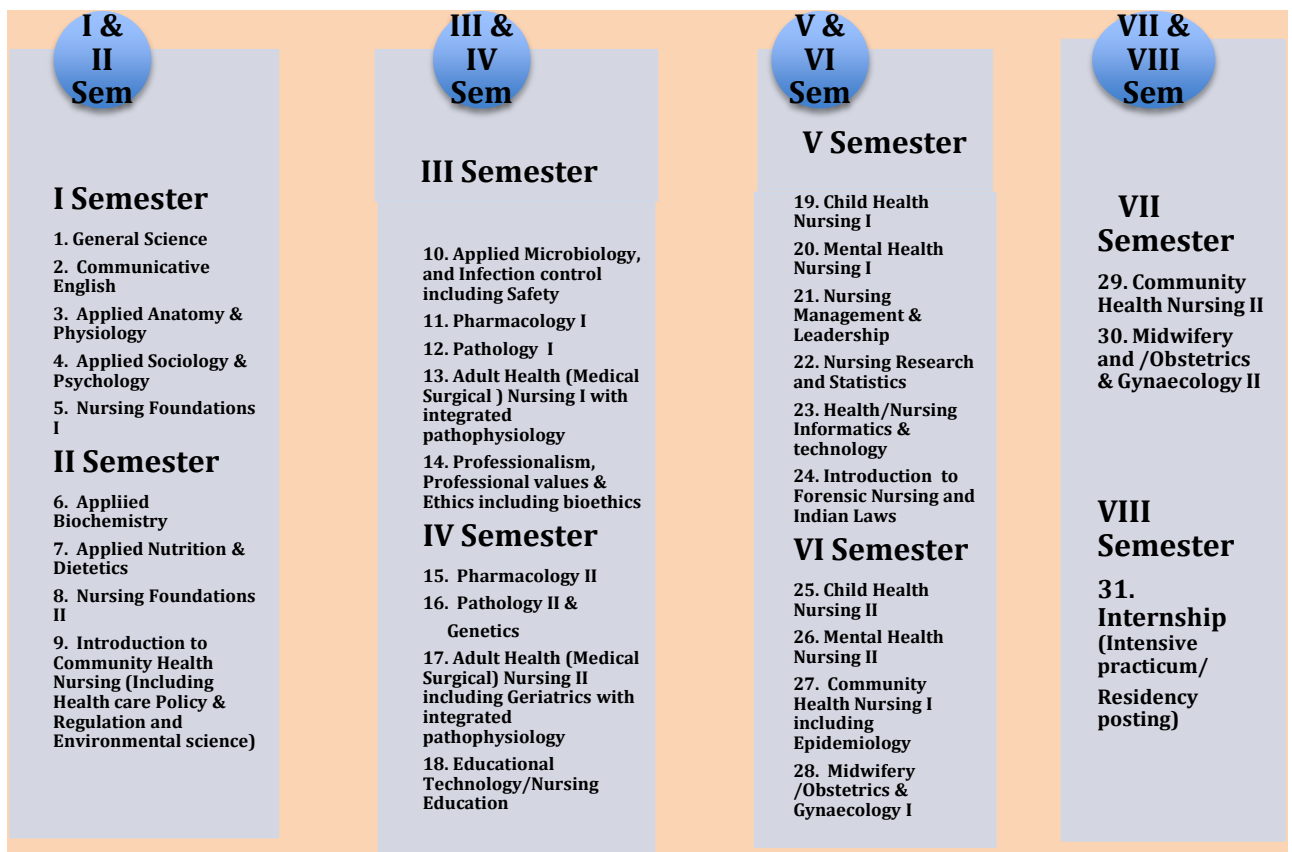 I &
II
Sem
I Semester
1. General Science
2. Communicative
English
3. Applied Anatomy &
Physiology
4. Applied Sociology &
Psychology
5. Nursing Foundations
I
II Semester
6. Appliied
Biochemistry
7. Applied Nutrition &
Dietetics
8. Nursing Foundations
II
9. Introduction to
Community Health
Nursing (Including
Health care Policy &
Regulation and
Environmental science)
III &
IV
Sem
III Semester
10. Applied Microbiology,
and Infection control
including Safety
11. Pharmacology I
12. Pathology I
13. Adult Health (Medical
Surgical ) Nursing I with
integrated
pathophysiology
14. Professionalism,
Professional values &
Ethics including bioethics
IV Semester
15. Pharmacology II
16. Pathology II &
Genetics
17. Adult Health (Medical
Surgical) Nursing II
including Geriatrics with
integrated
pathophysiology
18. Educational
Technology/Nursing
Education
V &
VI
Sem
V Semester
19. Child Health
Nursing I
20. Mental Health
Nursing I
21. Nursing
Management &
Leadership
22. Nursing Research
and Statistics
23. Health/Nursing
Informatics &
technology
24. Introduction to
Forensic Nursing and
Indian Laws
VI Semester
25. Child Health
Nursing II
26. Mental Health
Nursing II
27. Community
Health Nursing I
including
Epidemiology
28. Midwifery
/Obstetrics &
Gynaecology I
VII &
VIII
Sem
VII
Semester
29. Community
Health Nursing II
30. Midwifery
and /Obstetrics
& Gynaecology II
VIII
Semester
31.
Internship
(Intensive
practicum/
Residency
posting)